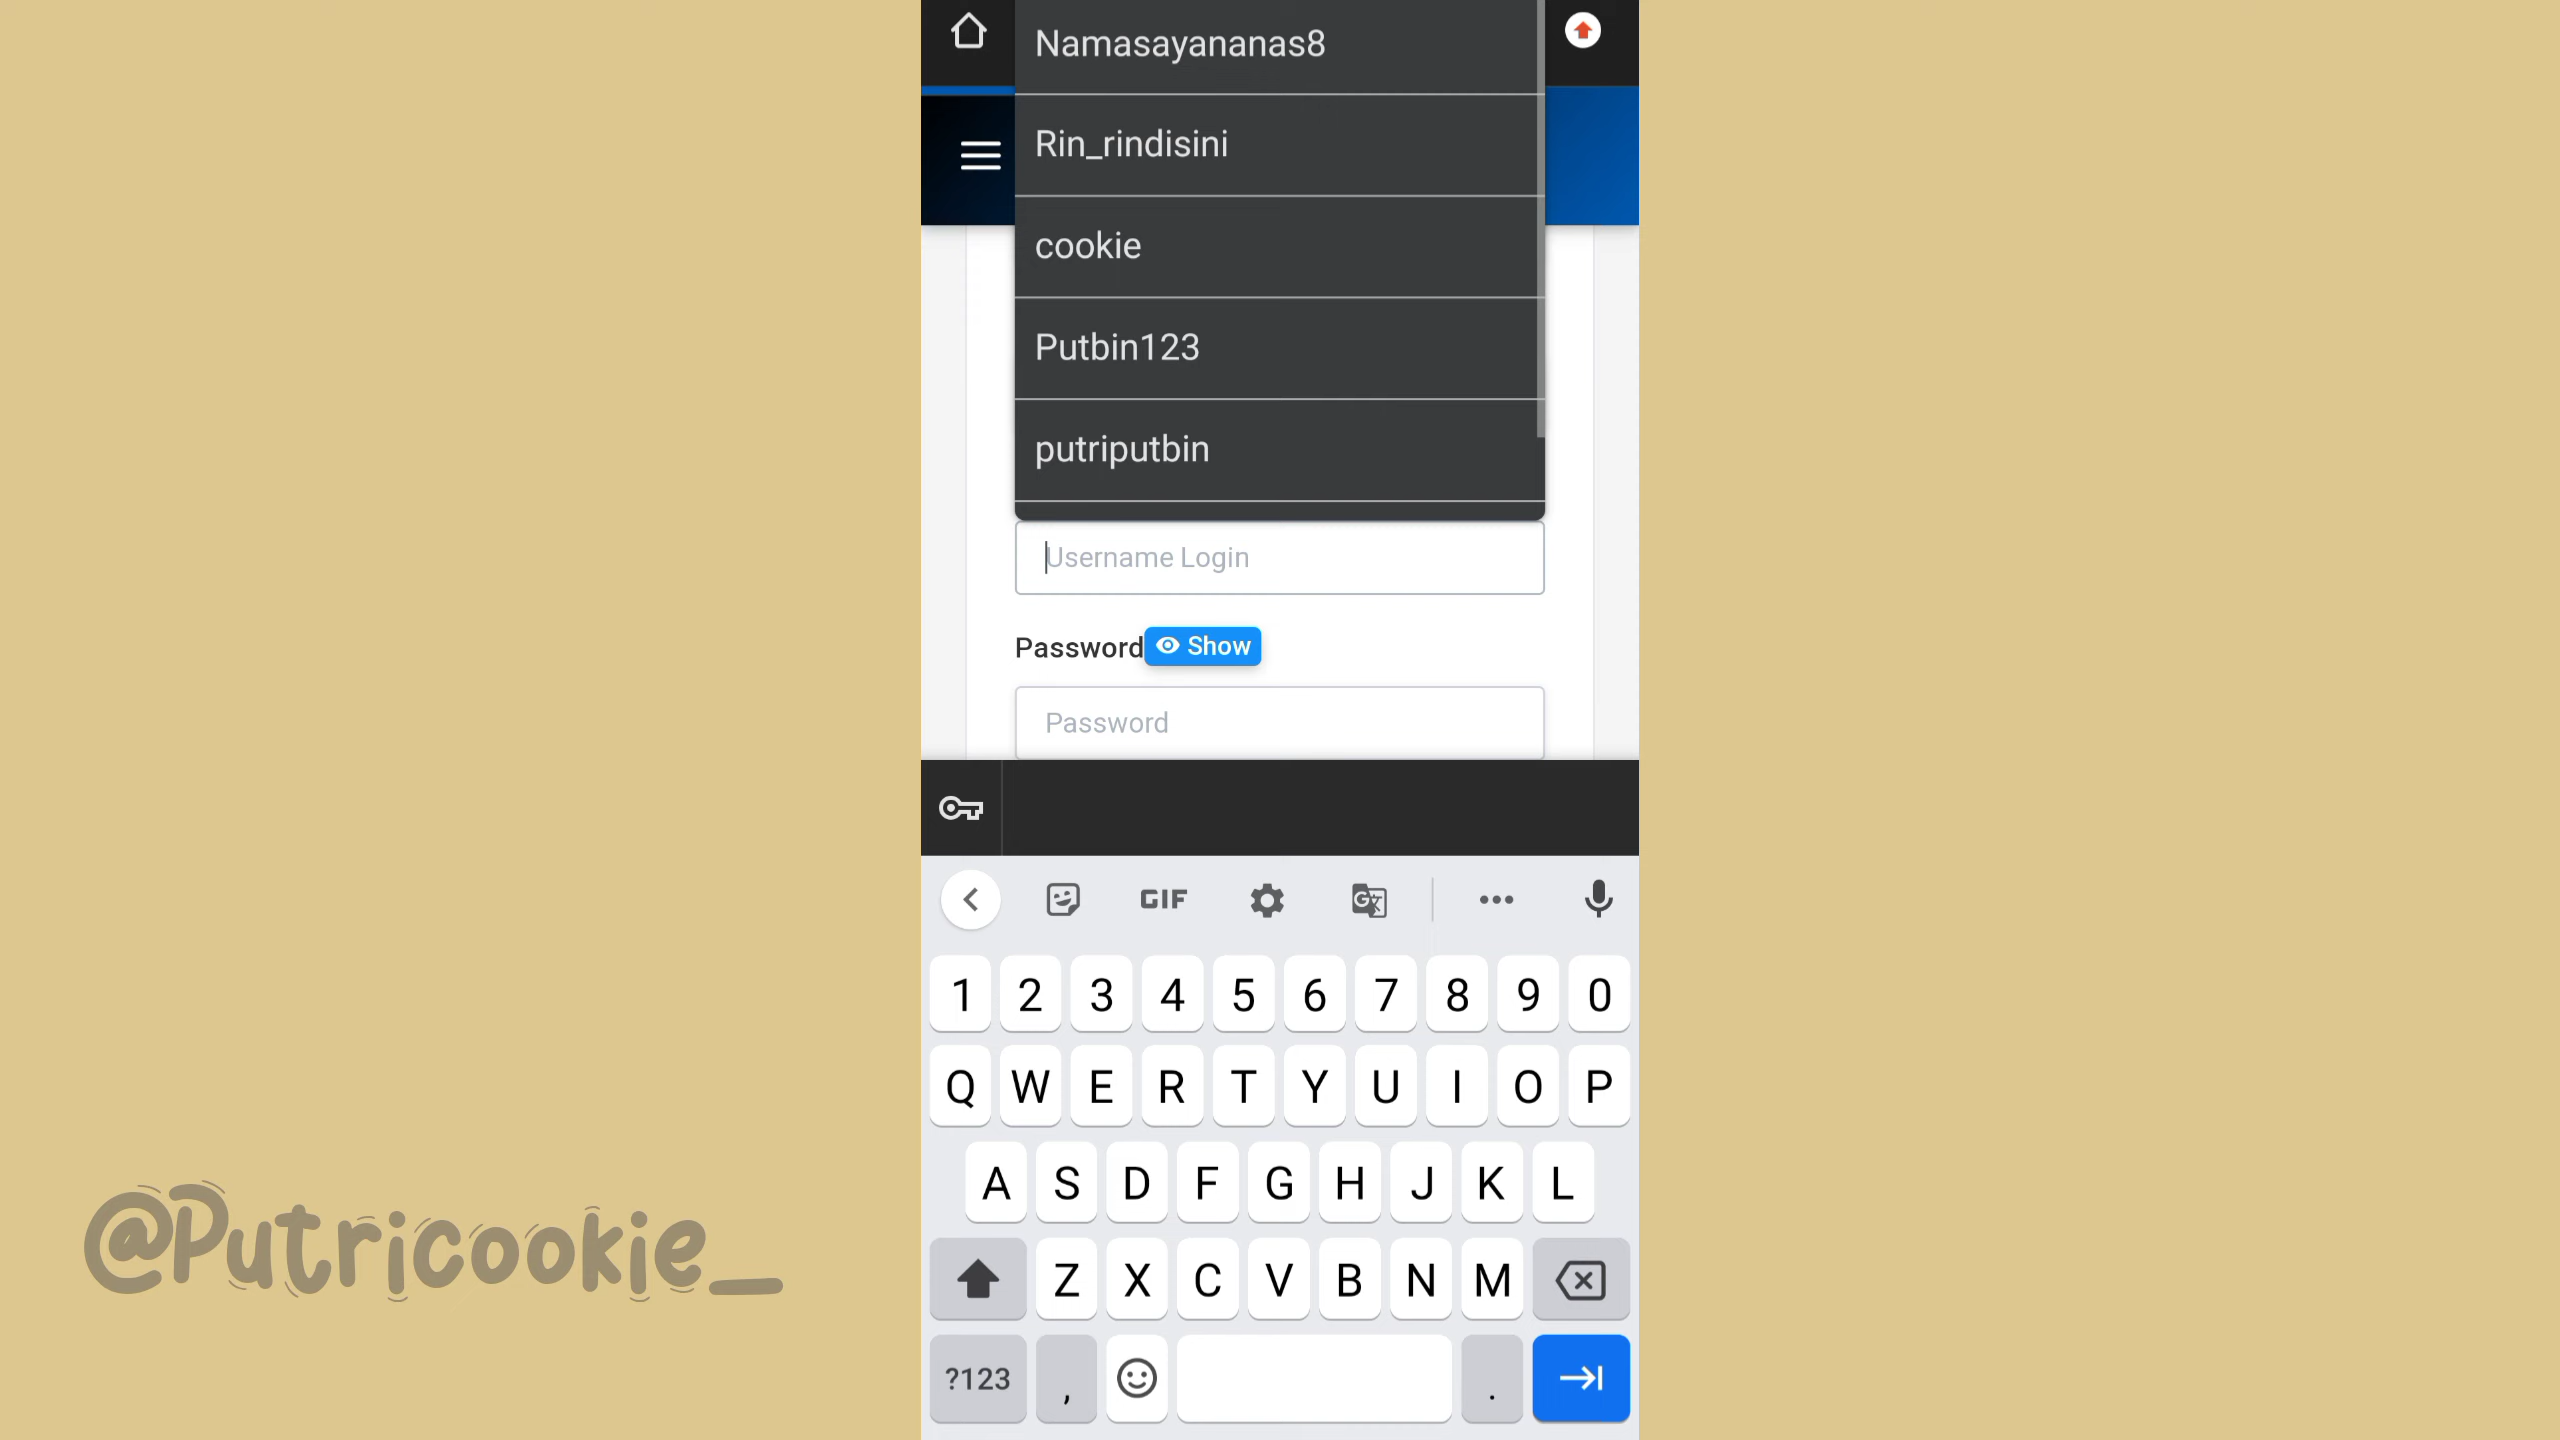 Namasayananas8
Rin_rindisini
cookie
Putbin123
putriputbin
Username Login
Password Show
Password
GIF
1 2 3 4 5 6 7 8 9 0
Q W E R T Y U I O P
A S D F G H J K L
Z X C V B N M
?123 , .
@Putricookie_